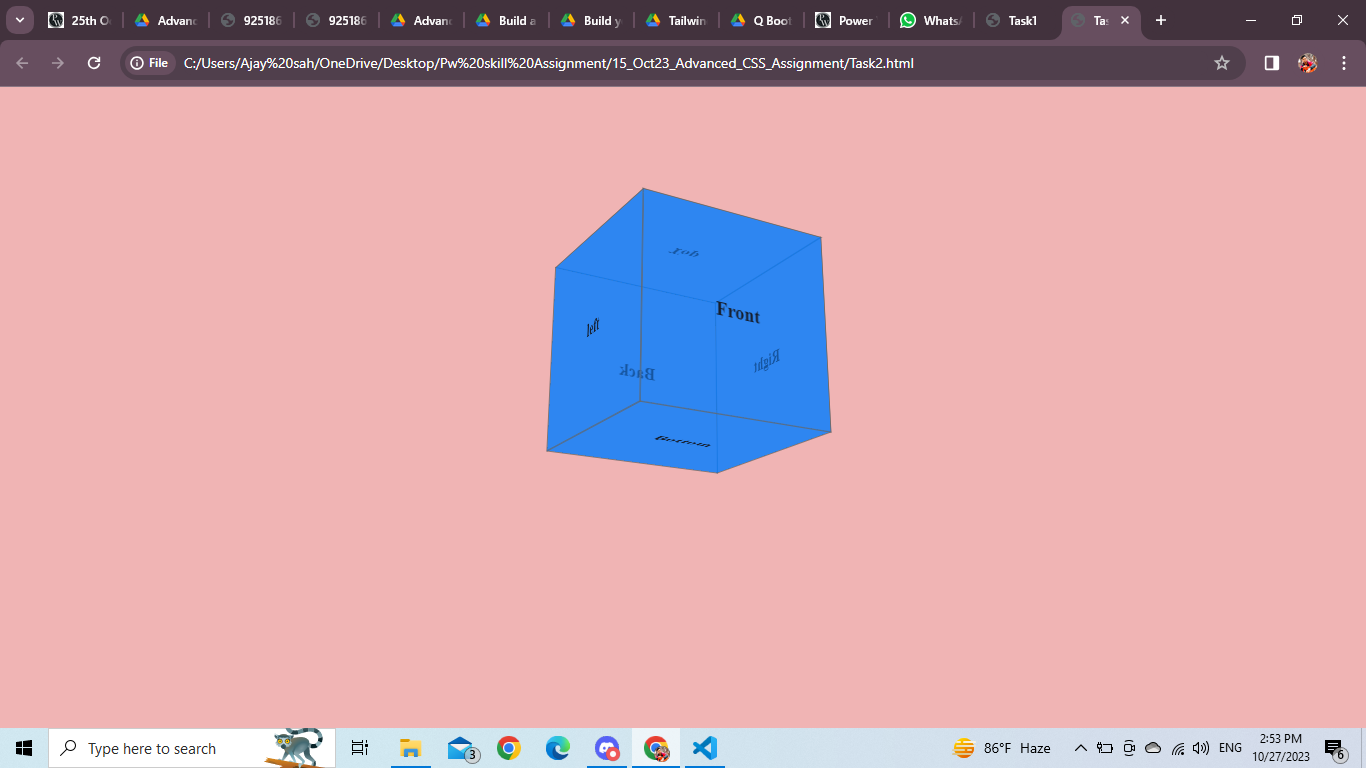 25th O
Advanc
925186
925186
Advanc
Build a
Build y
Tailwin
Q Boot
Power
Whats
Task1
Tas
File
C:/Users/Ajay%20sah/OneDrive/Desktop/Pw%20skill%20Assignment/15_Oct23_Advanced_CSS_Assignment/Task2.html
Top
Front
left
Right
Back
Bottom
Type here to search
3
86°F Haze
ENG
2:53 PM
10/27/2023
6